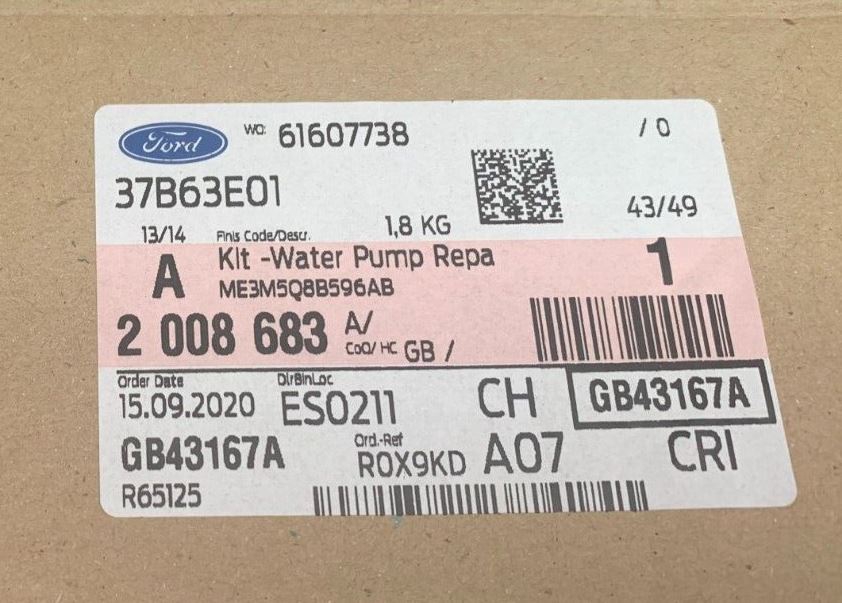 Ford WO: 61607738 / 0
37B63E01
43/49
13/14 Finis Code/Descr. 1,8 KG
A Kit -Water Pump Repa 1
ME3M5Q8B596AB
2 008 683 A/
CoO/ HC GB /
Order Date DlrBinLoc
15.09.2020 ES0211 CH GB43167A
GB43167A Ord.-Ref R0X9KD A07 CRI
R65125